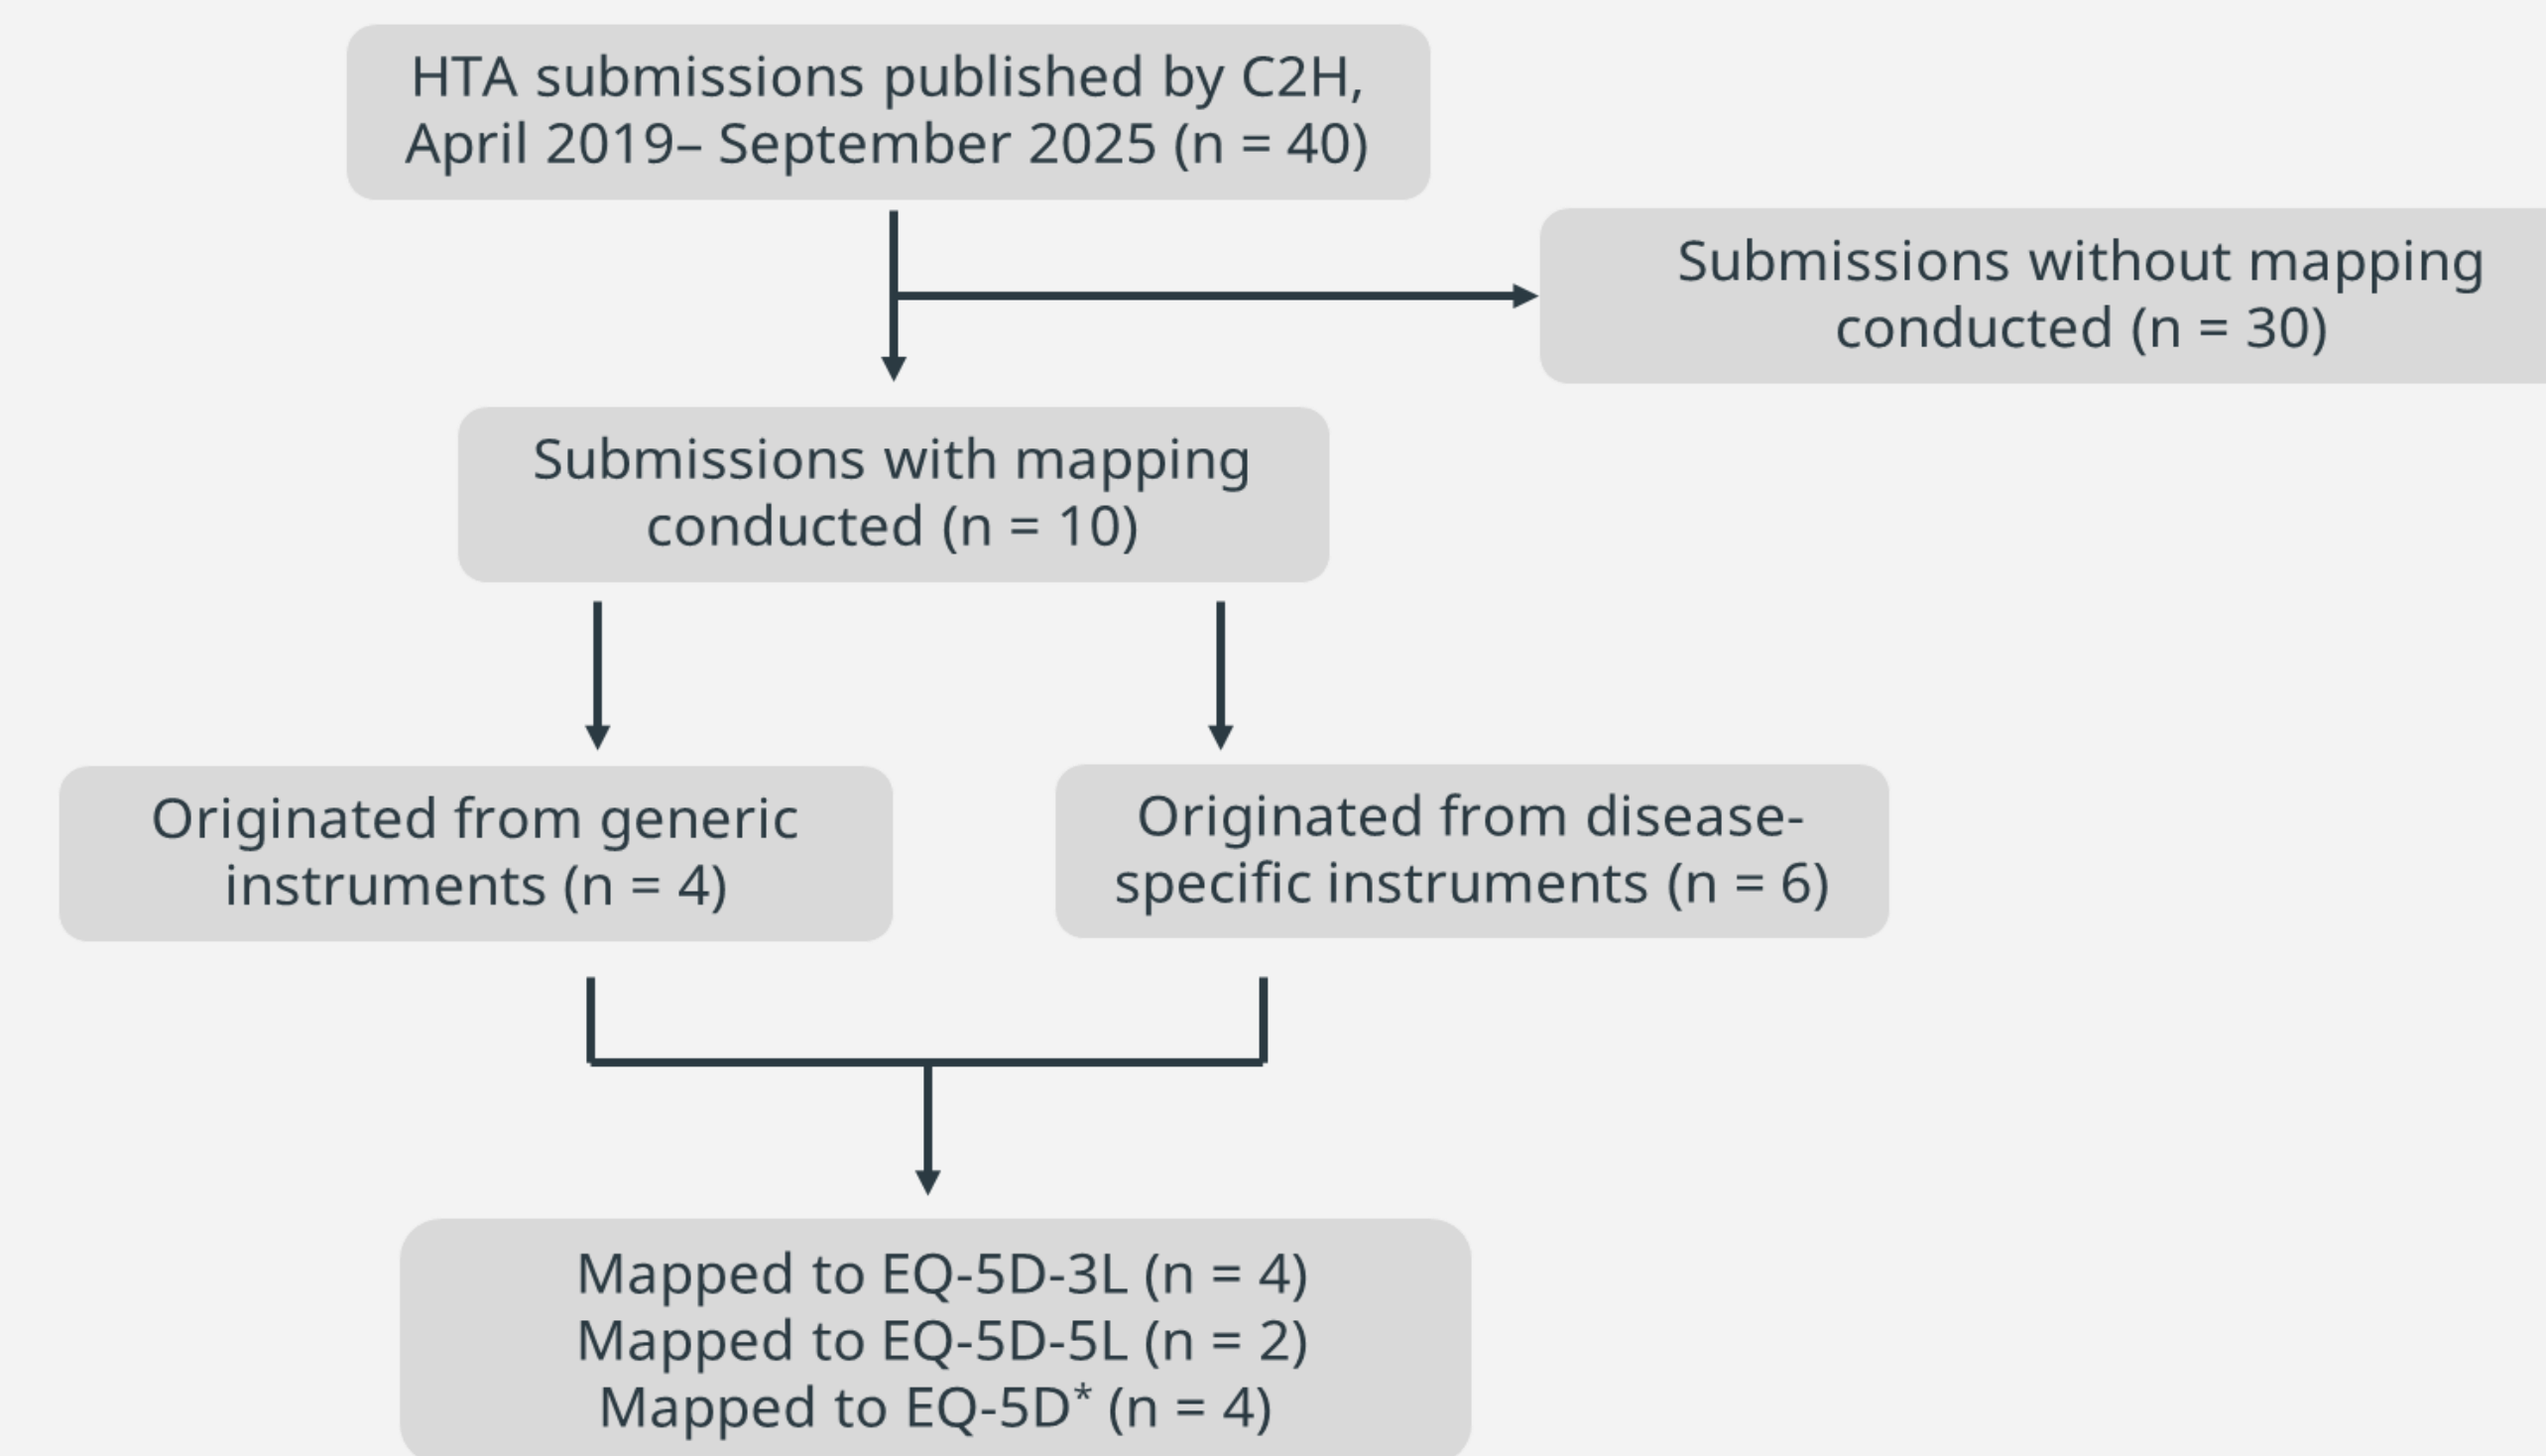 HTA submissions published by C2H,
April 2019– September 2025 (n = 40)
Submissions without mapping
conducted (n = 30)
Submissions with mapping
conducted (n = 10)
Originated from generic
instruments (n = 4)
Originated from disease-
specific instruments (n = 6)
Mapped to EQ-5D-3L (n = 4)
Mapped to EQ-5D-5L (n = 2)
Mapped to EQ-5D* (n = 4)